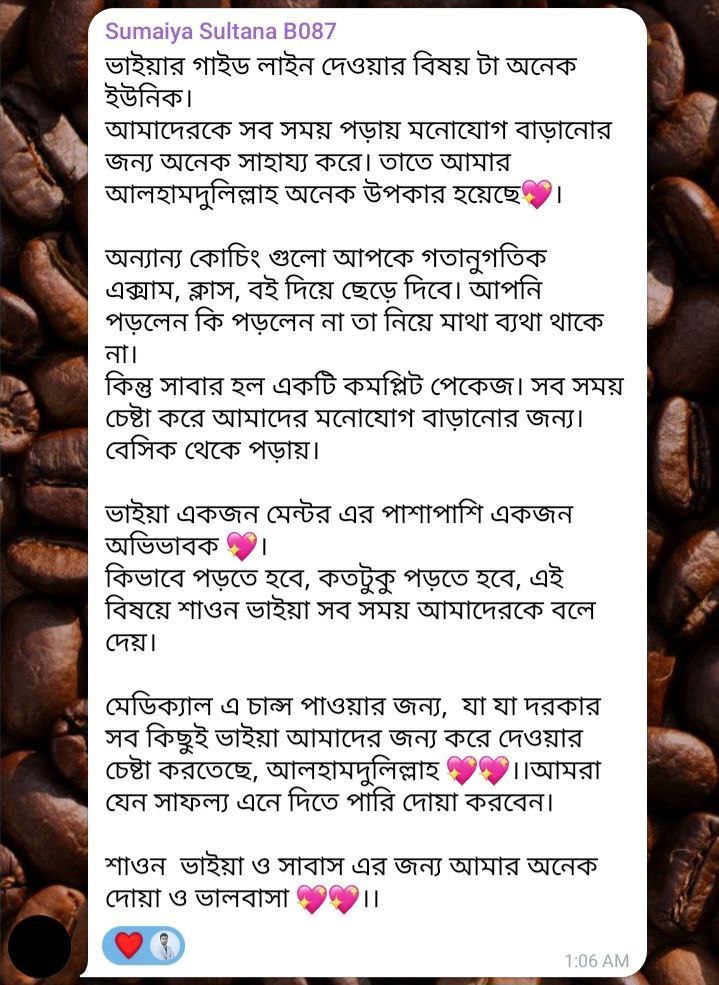 Sumaiya Sultana B087
ভাইয়ার গাইড লাইন দেওয়ার বিষয় টা অনেক
ইউনিক।
আমাদেরকে সব সময় পড়ায় মনোযোগ বাড়ানোর
জন্য অনেক সাহায্য করে। তাতে আমার
আলহামদুলিল্লাহ অনেক উপকার হয়েছে💖।
অন্যান্য কোচিং গুলো আপকে গতানুগতিক
এক্সাম, ক্লাস, বই দিয়ে ছেড়ে দিবে। আপনি
পড়লেন কি পড়লেন না তা নিয়ে মাথা ব্যথা থাকে
না।
কিন্তু সাবার হল একটি কমপ্লিট পেকেজ। সব সময়
চেষ্টা করে আমাদের মনোযোগ বাড়ানোর জন্য।
বেসিক থেকে পড়ায়।
ভাইয়া একজন মেন্টর এর পাশাপাশি একজন
অভিভাবক 💖।
কিভাবে পড়তে হবে, কতটুকু পড়তে হবে, এই
বিষয়ে শাওন ভাইয়া সব সময় আমাদেরকে বলে
দেয়।
মেডিক্যাল এ চান্স পাওয়ার জন্য,  যা যা দরকার
সব কিছুই ভাইয়া আমাদের জন্য করে দেওয়ার
চেষ্টা করতেছে, আলহামদুলিল্লাহ 💖💖।।আমরা
যেন সাফল্য এনে দিতে পারি দোয়া করবেন।
শাওন  ভাইয়া ও সাবাস এর জন্য আমার অনেক
দোয়া ও ভালবাসা 💖💖।।
1:06 AM